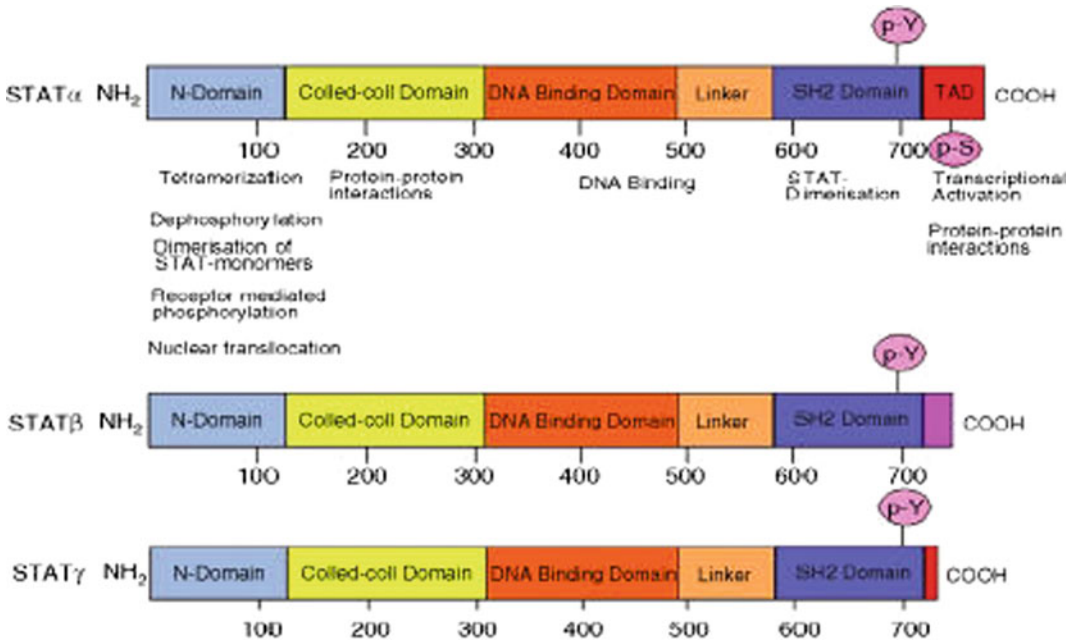 p-Y
STATα NH2 N-Domain Coiled-coil Domain DNA Binding Domain Linker SH2 Domain TAD COOH
100 200 300 400 500 600 700 p-S
Tetramerization
Protein-protein
interactions
DNA Binding
STAT-
Dimerisation
Transcriptional
Activation
Dephosphorylation
Dimerisation of
STAT-monomers
Protein-protein
interactions
Receptor mediated
phosphorylation
Nuclear transllocation
p-Y
STATβ NH2 N-Domain Coiled-coil Domain DNA Binding Domain Linker SH2 Domain COOH
100 200 300 400 500 600 700
p-Y
STATγ NH2 N-Domain Coiled-coil Domain DNA Binding Domain Linker SH2 Domain COOH
100 200 300 400 500 600 700